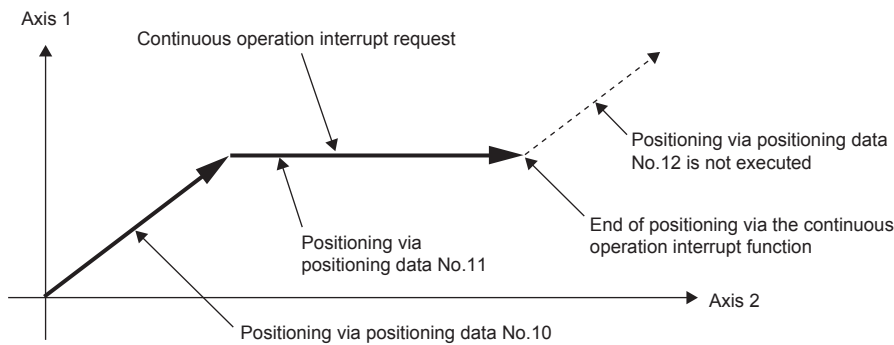 Axis 1
Continuous operation interrupt request
Positioning via positioning data
No.12 is not executed
Positioning via
positioning data No.11
End of positioning via the continuous
operation interrupt function
Axis 2
Positioning via positioning data No.10